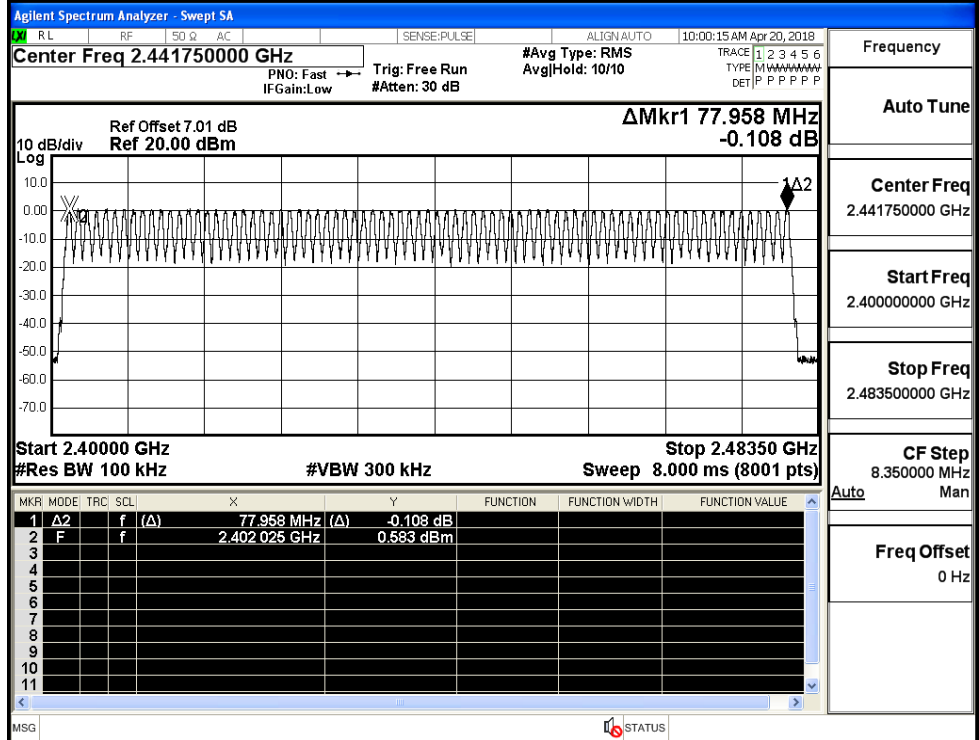 Agilent Spectrum Analyzer - Swept SA
LXI RL RF 50 Ω AC SENSE:PULSE ALIGN AUTO 10:00:15 AM Apr 20, 2018
Center Freq 2.441750000 GHz
PNO: Fast
IFGain:Low
Trig: Free Run
#Atten: 30 dB
#Avg Type: RMS
Avg|Hold: 10/10
TRACE 1 2 3 4 5 6
TYPE M WWWWW
DET P P P P P P
Frequency
Auto Tune
Center Freq
2.441750000 GHz
Start Freq
2.400000000 GHz
Stop Freq
2.483500000 GHz
CF Step
8.350000 MHz
Auto Man
Freq Offset
0 Hz
ΔMkr1 77.958 MHz
-0.108 dB
Ref Offset 7.01 dB
10 dB/div Ref 20.00 dBm
Log
10.0
0.00
-10.0
-20.0
-30.0
-40.0
-50.0
-60.0
-70.0
1Δ2
2
Start 2.40000 GHz Stop 2.48350 GHz
#Res BW 100 kHz #VBW 300 kHz Sweep 8.000 ms (8001 pts)
MKR MODE TRC SCL X Y FUNCTION FUNCTION WIDTH FUNCTION VALUE
1 Δ2 f (Δ) 77.958 MHz (Δ) -0.108 dB
2 F f 2.402 025 GHz 0.583 dBm
3
4
5
6
7
8
9
10
11
MSG STATUS